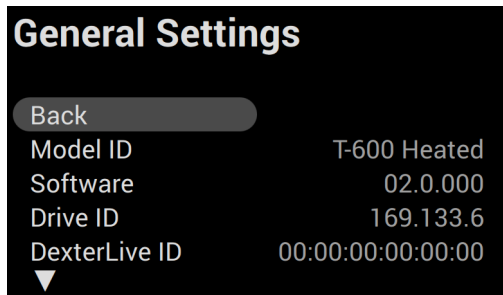 General Settings
Back
Model ID T-600 Heated
Software 02.0.000
Drive ID 169.133.6
DexterLive ID 00:00:00:00:00:00